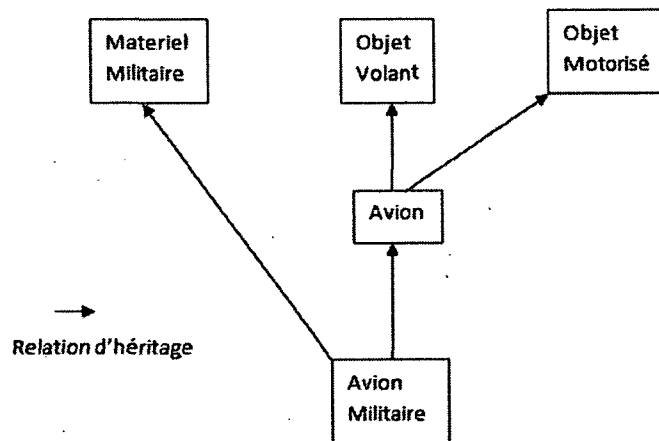 Materiel
Militaire
Objet
Volant
Objet
Motorisé
Avion
Relation d'héritage
Avion
Militaire